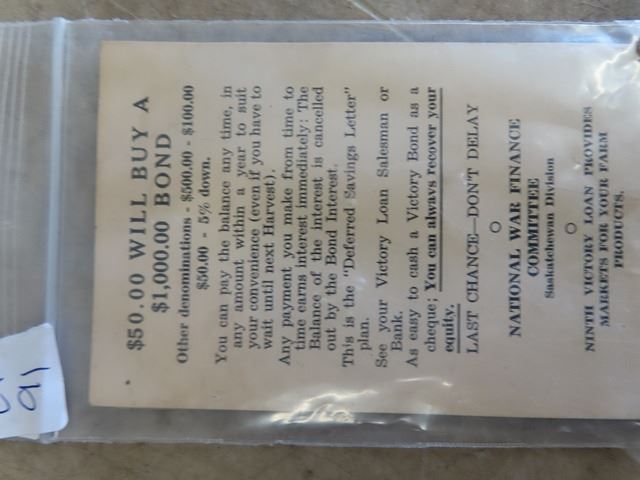 $50.00 WILL BUY A
$1,000.00 BOND
Other denominations - $500.00 - $100.00
$50.00 - 5% down.
You can pay the balance any time, in
any amount within a year to suit
your convenience (even if you have to
wait until next Harvest).
Any payment you make from time to
time earns interest immediately: The
Balance of the interest is cancelled
out by the Bond Interest.
This is the "Deferred Savings Letter"
plan.
See your Victory Loan Salesman or
Bank.
As easy to cash a Victory Bond as a
cheque; You can always recover your
equity.
LAST CHANCE—DON'T DELAY
NATIONAL WAR FINANCE
COMMITTEE
Saskatchewan Division
NINTH VICTORY LOAN PROVIDES
MARKETS FOR YOUR FARM
PRODUCTS.
91